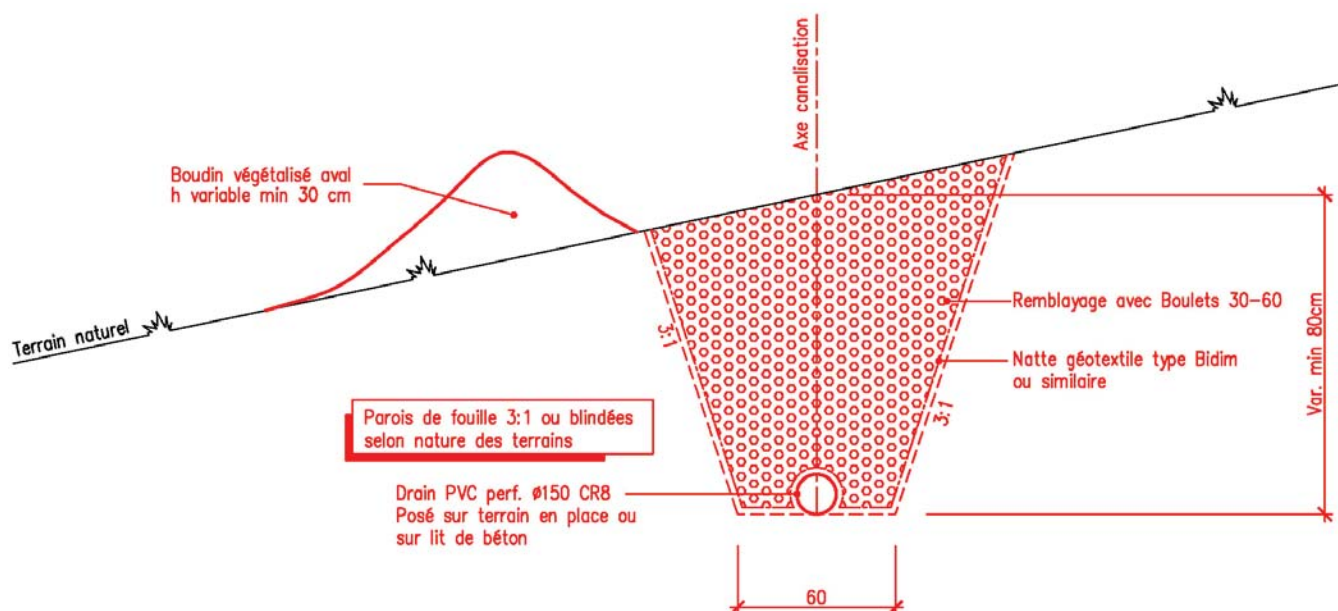 Axe canalisation
Boudin végétalisé aval
h variable min 30 cm
Terrain naturel
Remblayage avec Boulets 30-60
Natte géotextile type Bidim
ou similaire
Var. min 80cm
3:1
3:1
Parois de fouille 3:1 ou blindées
selon nature des terrains
Drain PVC perf. ø150 CR8
Posé sur terrain en place ou
sur lit de béton
60